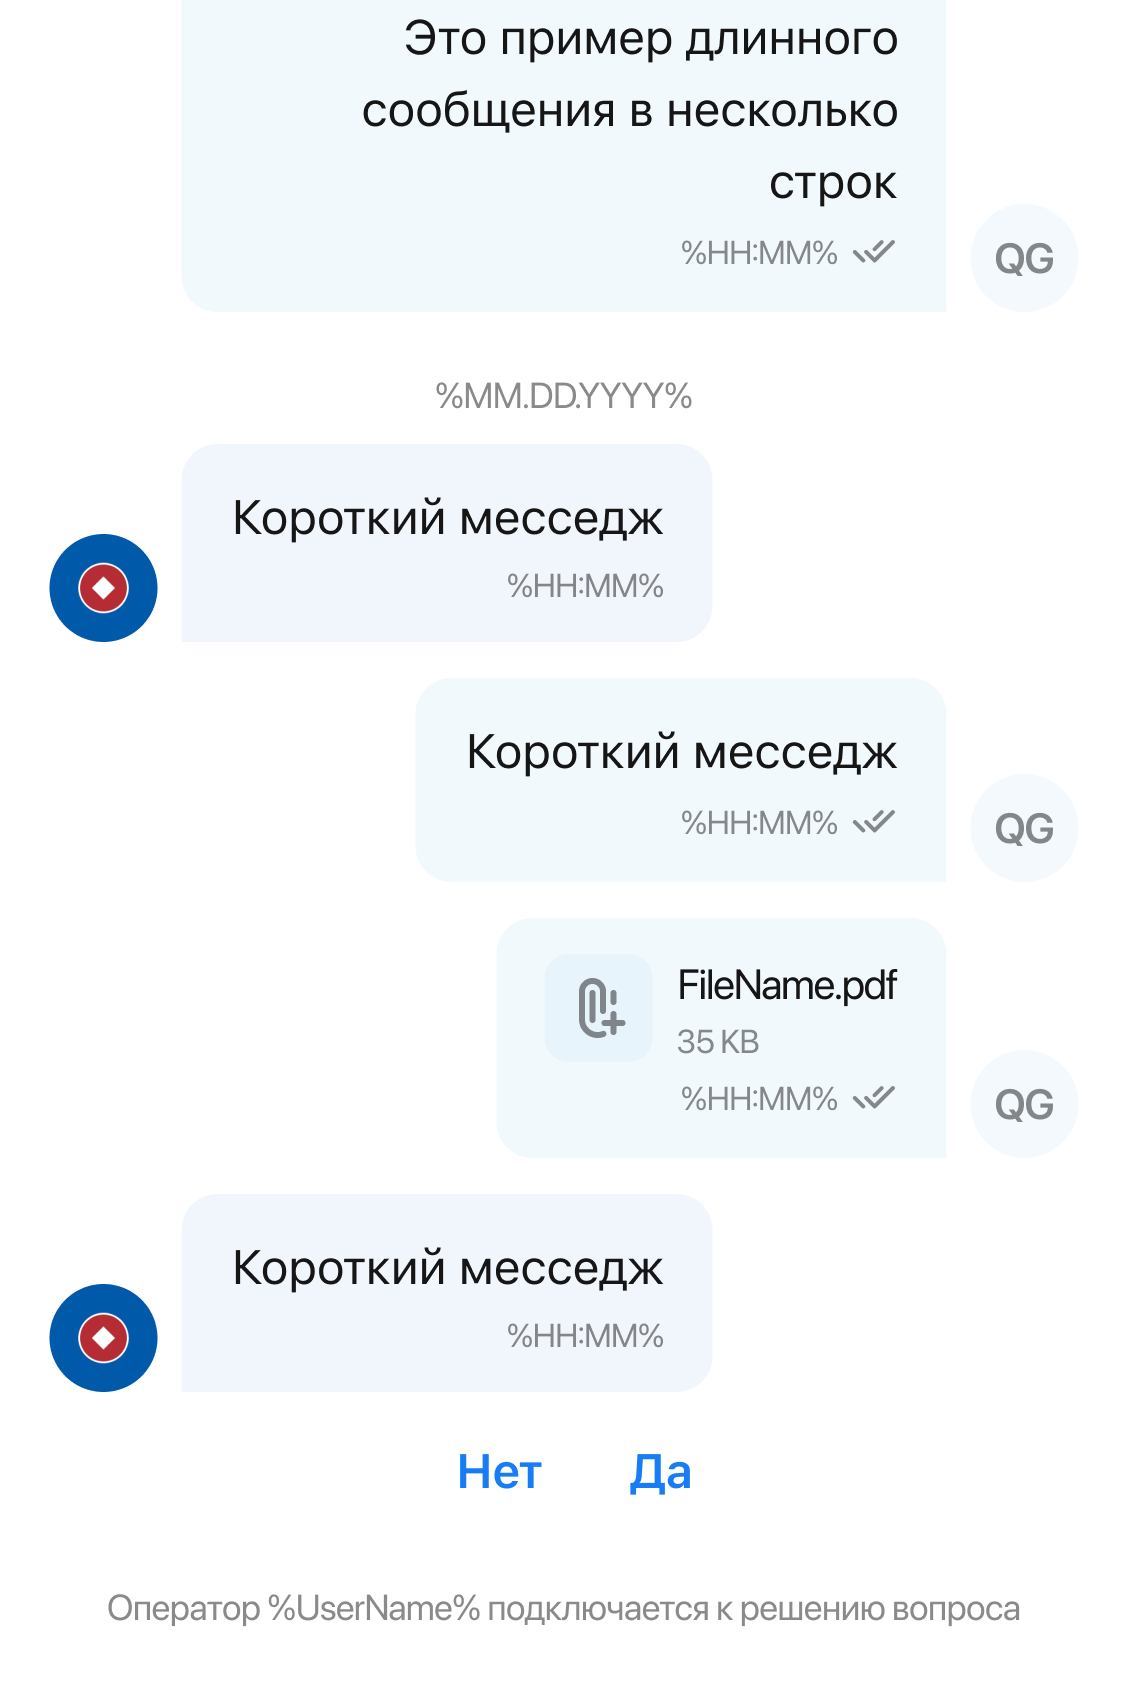 Это пример длинного
сообщения в несколько
строк
%HH:MM%
QG
%MM.DD.YYYY%
Короткий месседж
%HH:MM%
Короткий месседж
%HH:MM%
QG
FileName.pdf
35 KB
%HH:MM%
QG
Короткий месседж
%HH:MM%
Нет Да
Оператор %UserName% подключается к решению вопроса